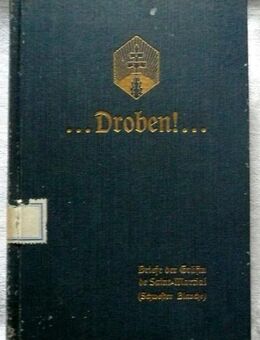 ...Droben!...
Briefe der Gräfin
de Saint-Martial
(Schwester Blanche)